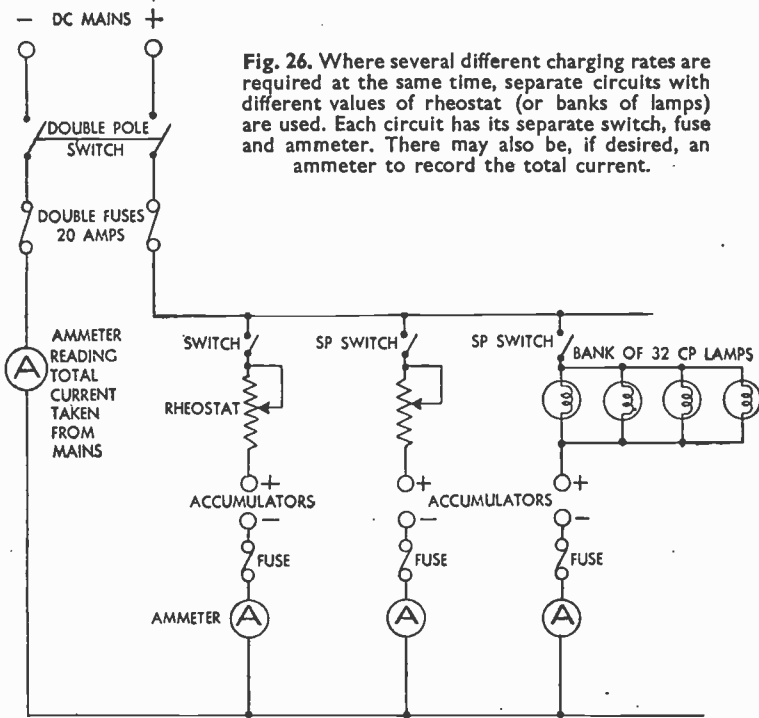 − DC MAINS +
Fig. 26. Where several different charging rates are
required at the same time, separate circuits with
different values of rheostat (or banks of lamps)
are used. Each circuit has its separate switch, fuse
and ammeter. There may also be, if desired, an
ammeter to record the total current.
DOUBLE POLE
SWITCH
DOUBLE FUSES
20 AMPS
AMMETER
READING
TOTAL
CURRENT
TAKEN
FROM
MAINS
A
SWITCH
SP SWITCH
SP SWITCH
BANK OF 32 CP LAMPS
RHEOSTAT
+
+
+
ACCUMULATORS
ACCUMULATORS
−
−
−
FUSE
FUSE
FUSE
AMMETER
A
A
A